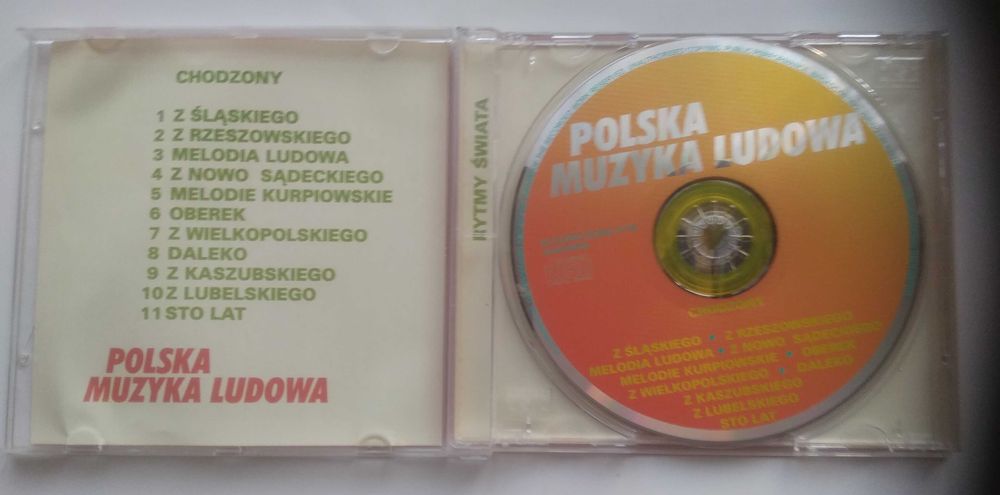 CHODZONY
1 Z ŚLĄSKIEGO
2 Z RZESZOWSKIEGO
3 MELODIA LUDOWA
4 Z NOWO SĄDECKIEGO
5 MELODIE KURPIOWSKIE
6 OBEREK
7 Z WIELKOPOLSKIEGO
8 DALEKO
9 Z KASZUBSKIEGO
10 Z LUBELSKIEGO
11 STO LAT
POLSKA
MUZYKA LUDOWA
RYTMY ŚWIATA
POLSKA
MUZYKA LUDOWA
CHODZONY
Z ŚLĄSKIEGO • Z RZESZOWSKIEGO
MELODIA LUDOWA • Z NOWO SĄDECKIEGO
MELODIE KURPIOWSKIE • OBEREK
Z WIELKOPOLSKIEGO • DALEKO
Z KASZUBSKIEGO
Z LUBELSKIEGO
STO LAT